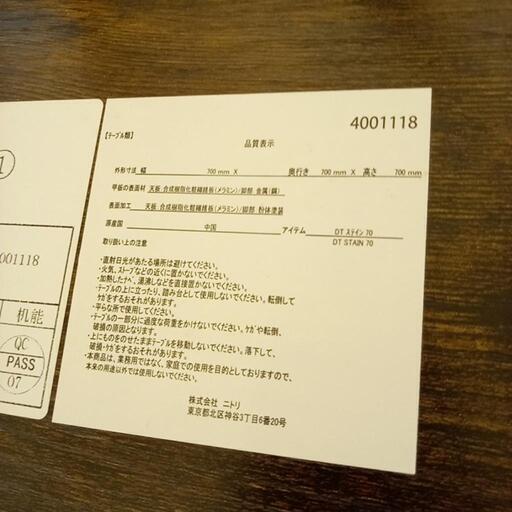 1
001118
机能
QC
PASS
07
4001118
【テーブル類】
品質表示
外形寸法 幅 700 mm X 奥行き 700 mm X 高さ 700 mm
甲板の表面材 天板 合成樹脂化粧繊維板(メラミン)/脚部 金属(鋼)
表面加工 天板 合成樹脂化粧繊維板(メラミン)/脚部 粉体塗装
原産国 中国 アイテム DT ステイン 70
取り扱い上の注意 DT STAIN 70
・直射日光があたる場所は避けてください。
・火気、ストーブなどの近くに置かないでください。
・加熱したナベ、湯沸しなどを直接置かないでください。
・テーブルの上に立ったり、踏み台として使用しないでください。転倒して
ケガをするおそれがあります。
・平らな所で使用してください。
・テーブルの一部分に過度な荷重をかけないでください。ケガや転倒、
破損の原因となります。
・上にものをのせたままテーブルを移動しないでください。落下して、
破損・ケガをするおそれがあります。
・本商品は、業務用ではなく、家庭での使用を目的としておりますので、
本来の用途以外では使用しないでください。
株式会社 ニトリ
東京都北区神谷3丁目6番20号